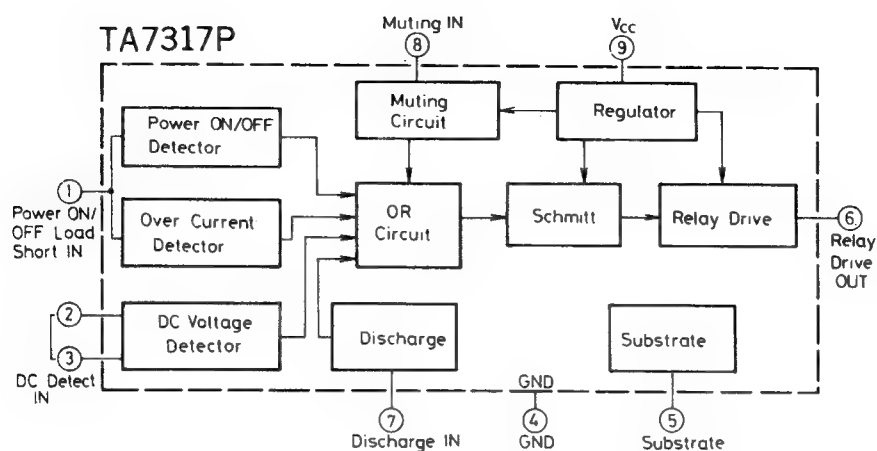 Muting IN
Vcc
TA7317P
8
9
Power ON/OFF
Detector
Muting
Circuit
Regulator
1
Power ON/
OFF Load
Short IN
Over Current
Detector
OR
Circuit
Schmitt
Relay Drive
6
Relay
Drive
OUT
2
3
DC Detect
IN
DC Voltage
Detector
Discharge
Substrate
GND
7
Discharge IN
4
GND
5
Substrate